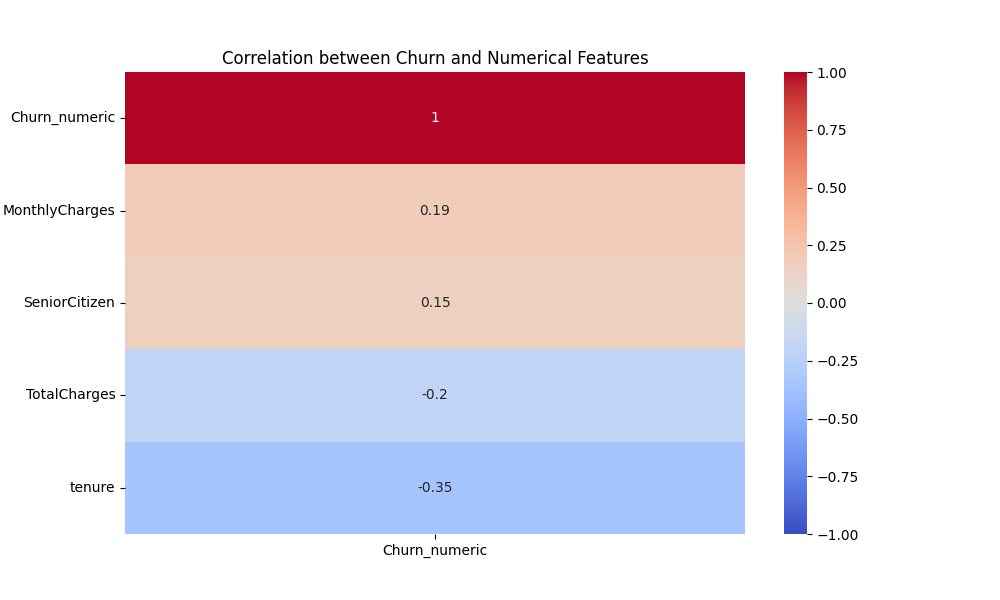 Correlation between Churn and Numerical Features
Churn_numeric
1
MonthlyCharges
0.19
SeniorCitizen
0.15
TotalCharges
-0.2
tenure
-0.35
Churn_numeric
1.00
0.75
0.50
0.25
0.00
−0.25
−0.50
−0.75
−1.00